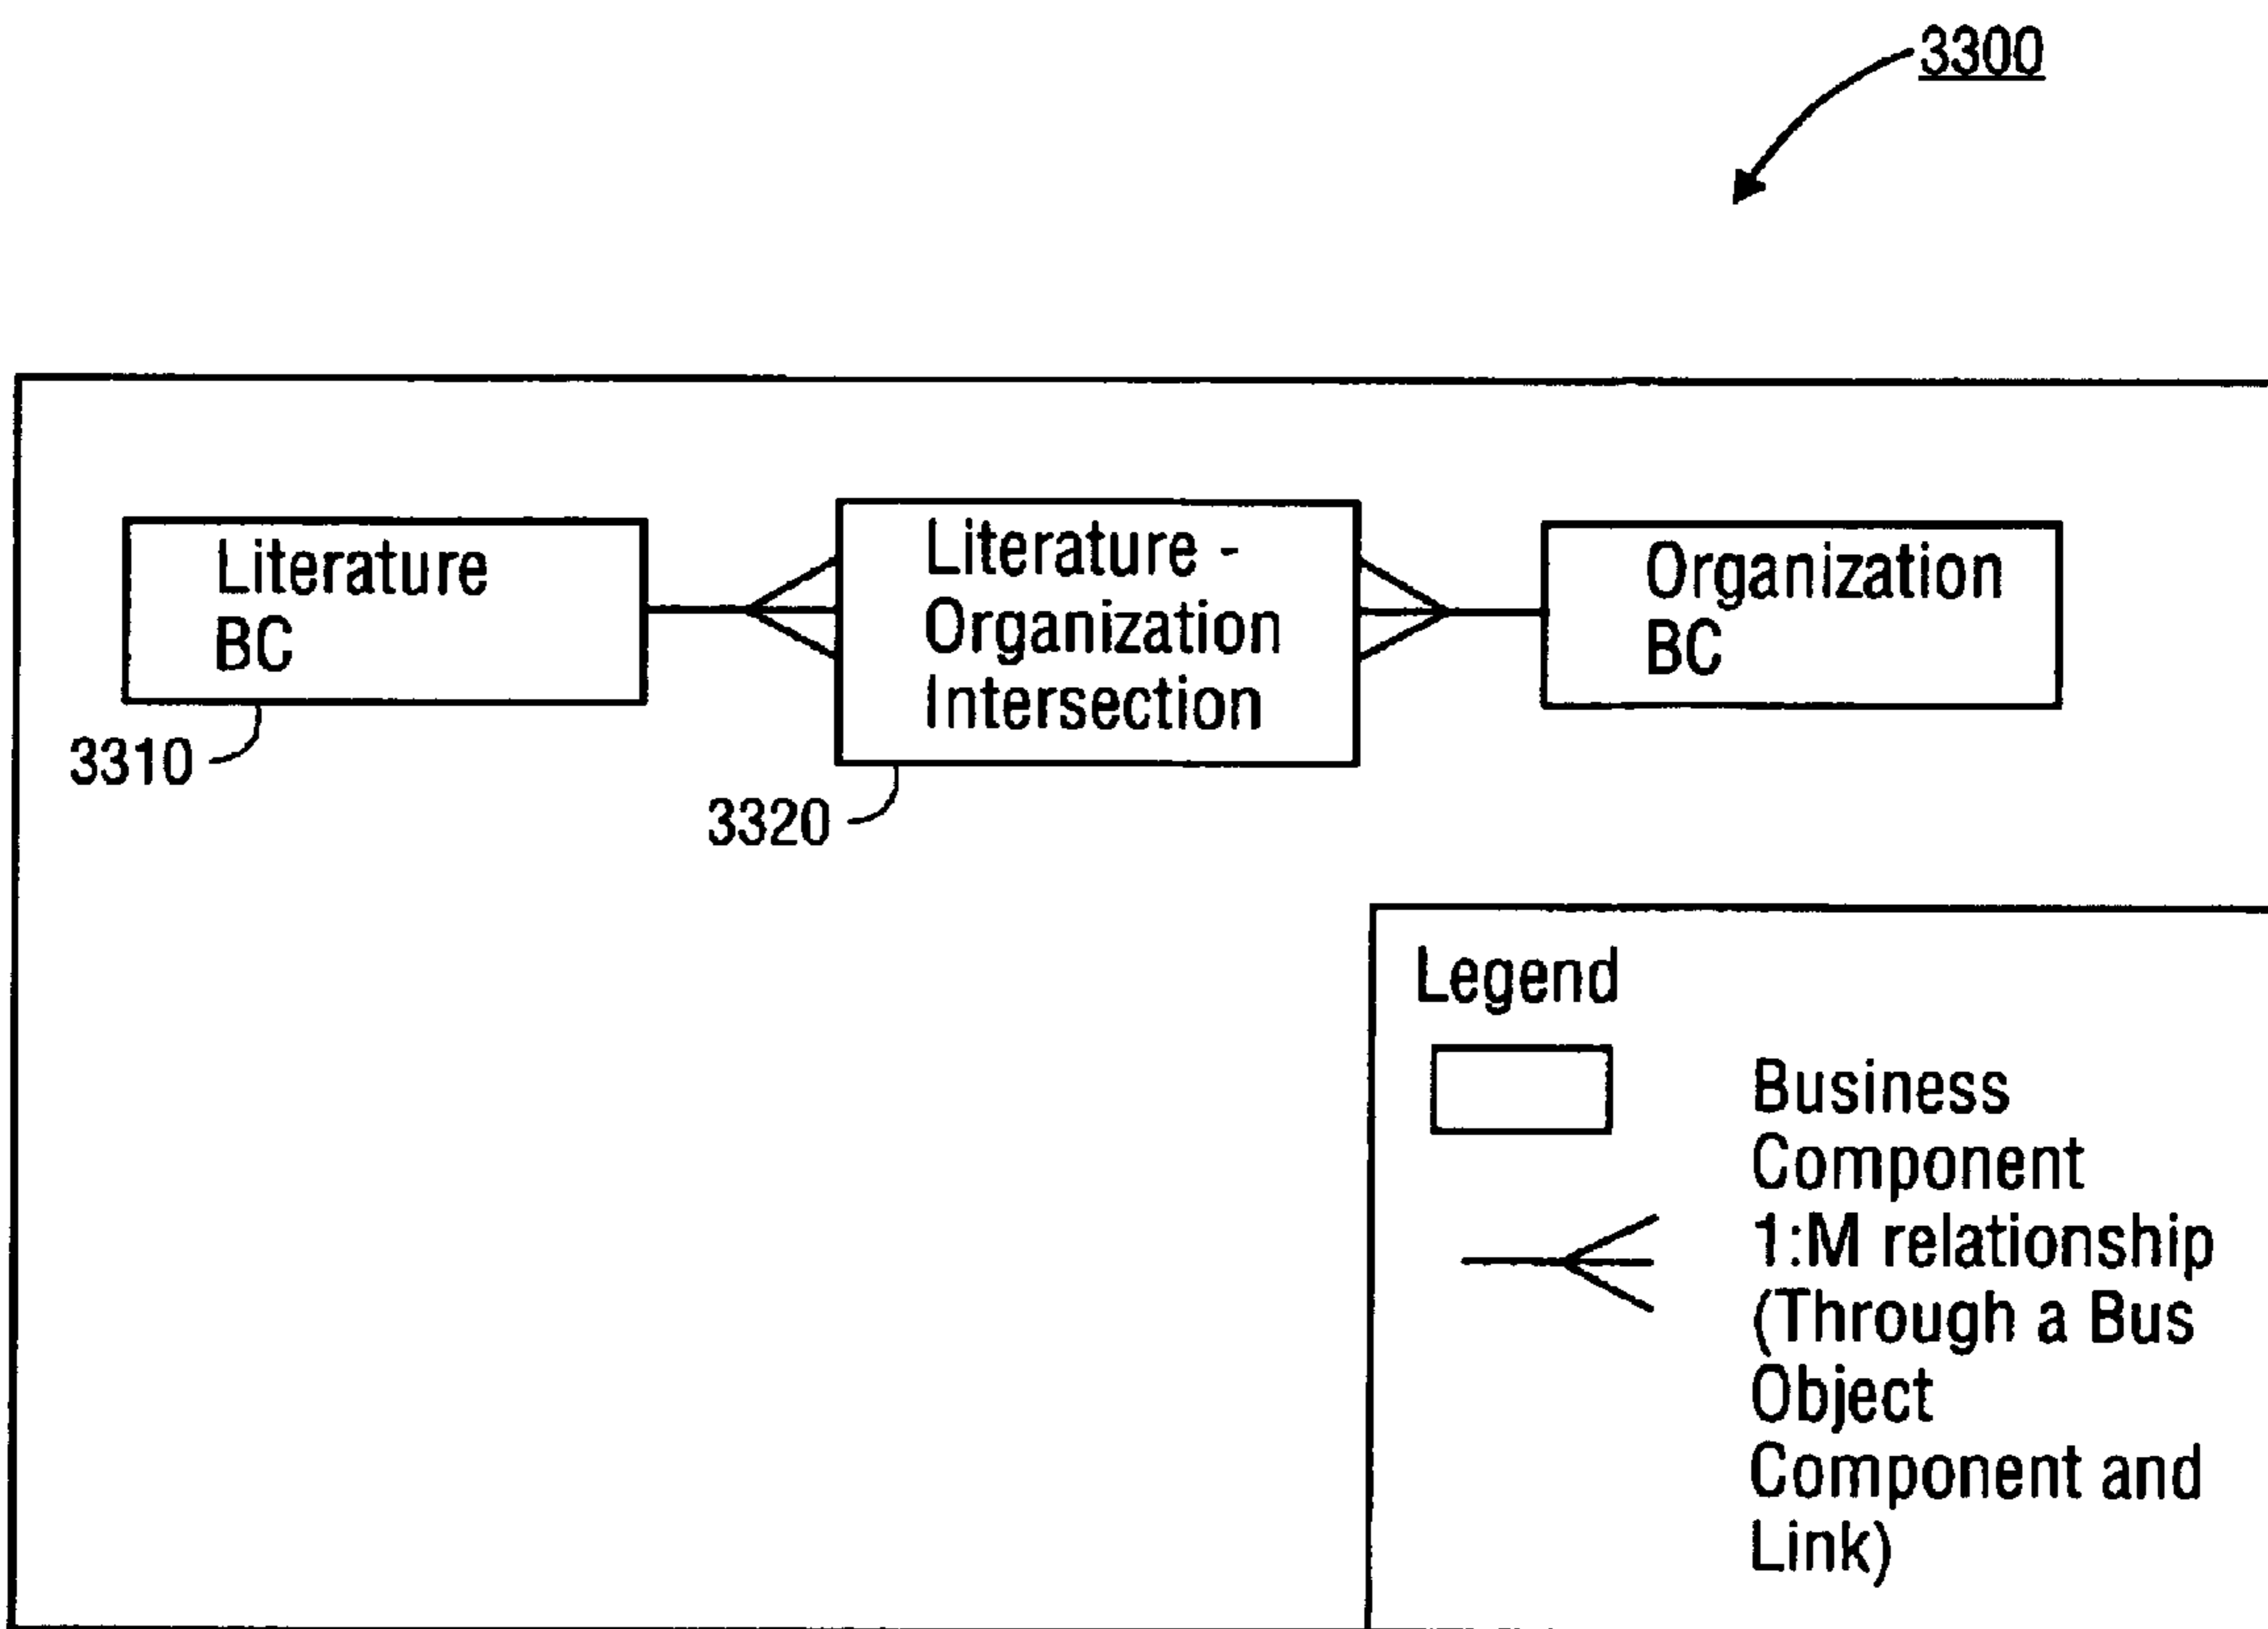 3300
Literature
BC
3310
Literature -
Organization
Intersection
3320
Organization
BC
Legend
Business
Component
1:M relationship
(Through a Bus
Object
Component and
Link)